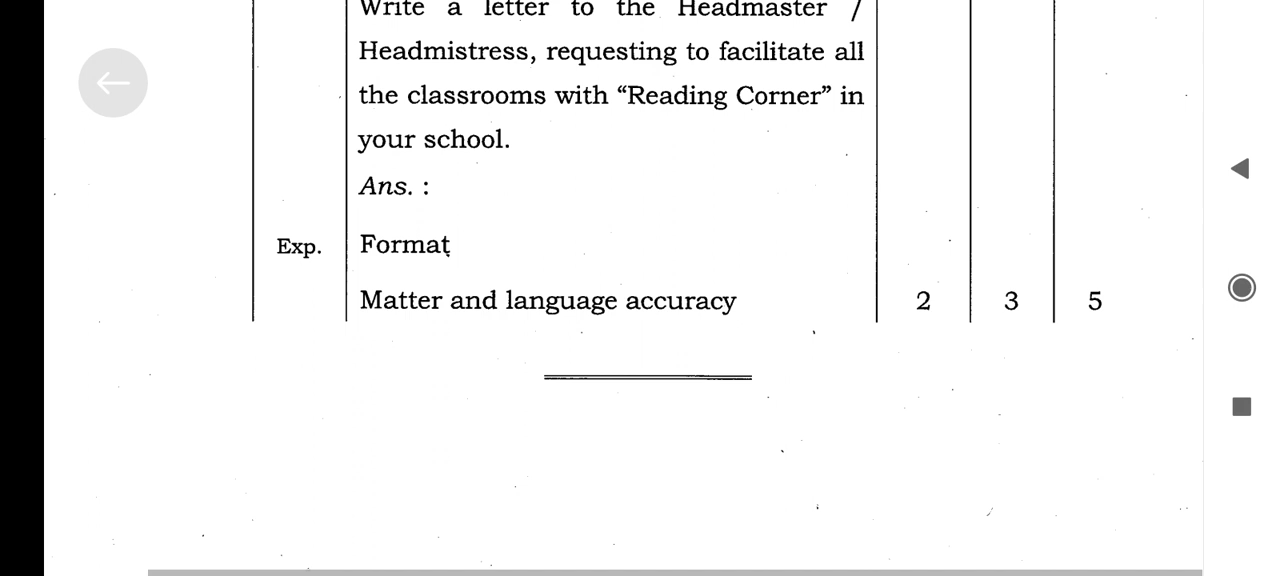 Write a letter to the Headmaster /
Headmistress, requesting to facilitate all
the classrooms with “Reading Corner” in
your school.
Ans. :
Exp. Format
Matter and language accuracy 2 3 5